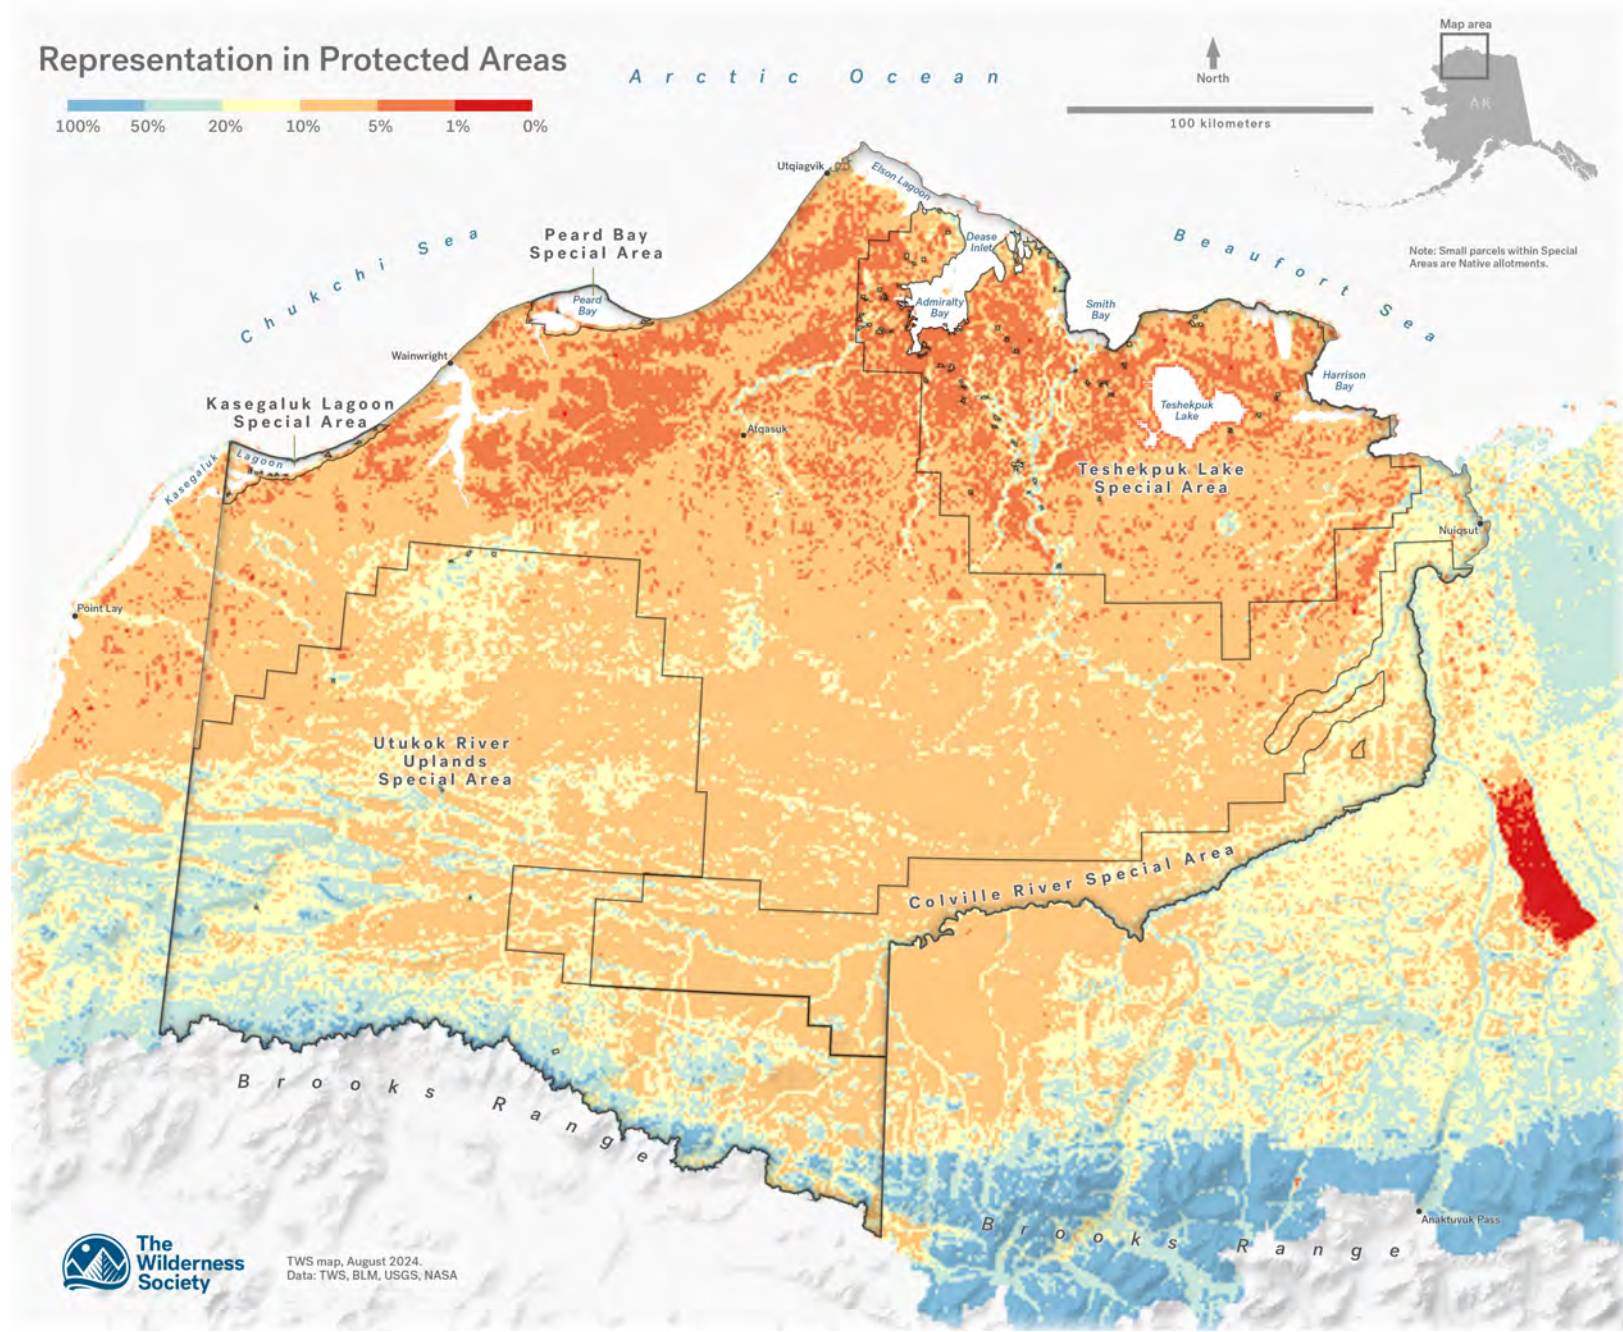 Representation in Protected Areas
100% 50% 20% 10% 5% 1% 0%
Arctic Ocean
North
100 kilometers
Map area
AK
Note: Small parcels within Special
Areas are Native allotments.
Utqiagvik
Elson Lagoon
Dease
Inlet
Chukchi Sea
Peard Bay
Special Area
Peard
Bay
Admiralty
Bay
Smith
Bay
Beaufort Sea
Wainwright
Harrison
Bay
Kasegaluk Lagoon
Special Area
Kasegaluk Lagoon
Teshekpuk
Lake
Atqasuk
Teshekpuk Lake
Special Area
Nuiqsut
Point Lay
Utukok River
Uplands
Special Area
Colville River Special Area
Brooks Range
Brooks Range
Anaktuvuk Pass
The
Wilderness
Society
TWS map, August 2024.
Data: TWS, BLM, USGS, NASA